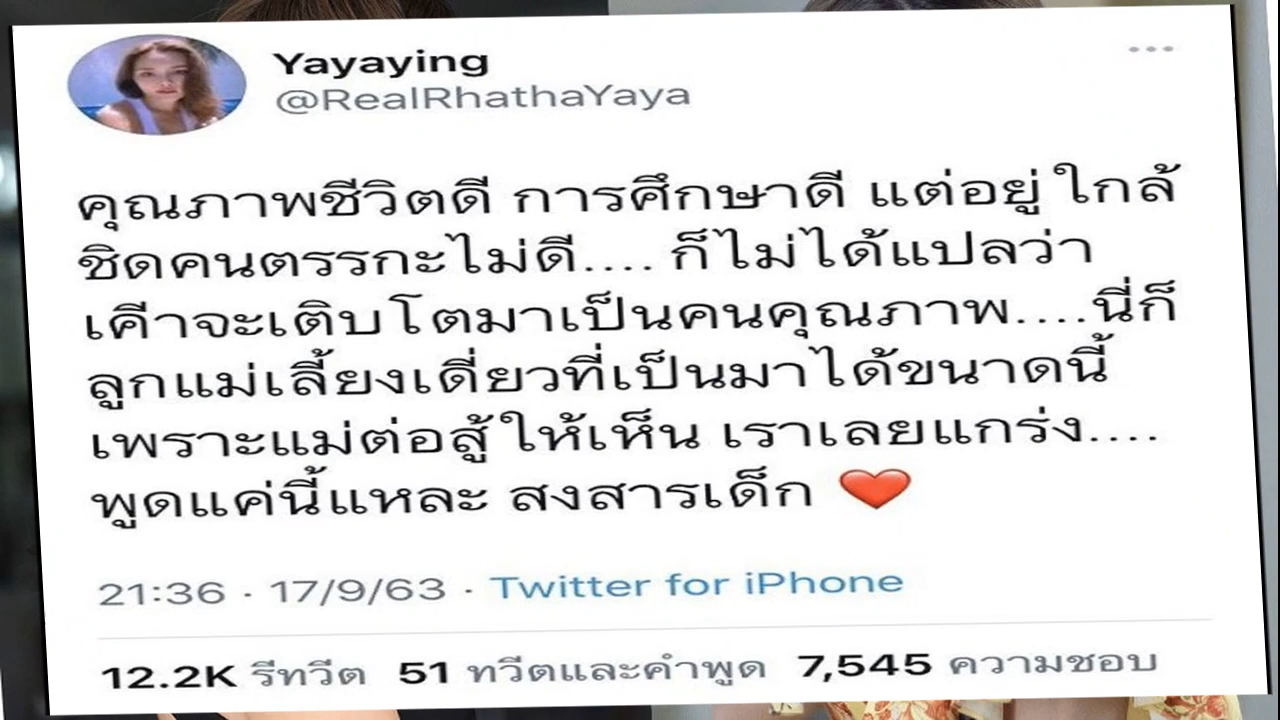 Yayaying
@RealRhathaYaya
คุณภาพชีวิตดี การศึกษาดี แต่อยู่ใกล้
ชิดคนตรรกะไม่ดี.... ก็ไม่ได้แปลว่า
เค๊าจะเติบโตมาเป็นคนคุณภาพ....นี่ก็
ลูกแม่เลี้ยงเดี่ยวที่เป็นมาได้ขนาดนี้
เพราะแม่ต่อสู้ให้เห็น เราเลยแกร่ง....
พูดแค่นี้แหละ สงสารเด็ก ❤️
21:36 · 17/9/63 · Twitter for iPhone
12.2K รีทวีต 51 ทวีตและคำพูด 7,545 ความชอบ